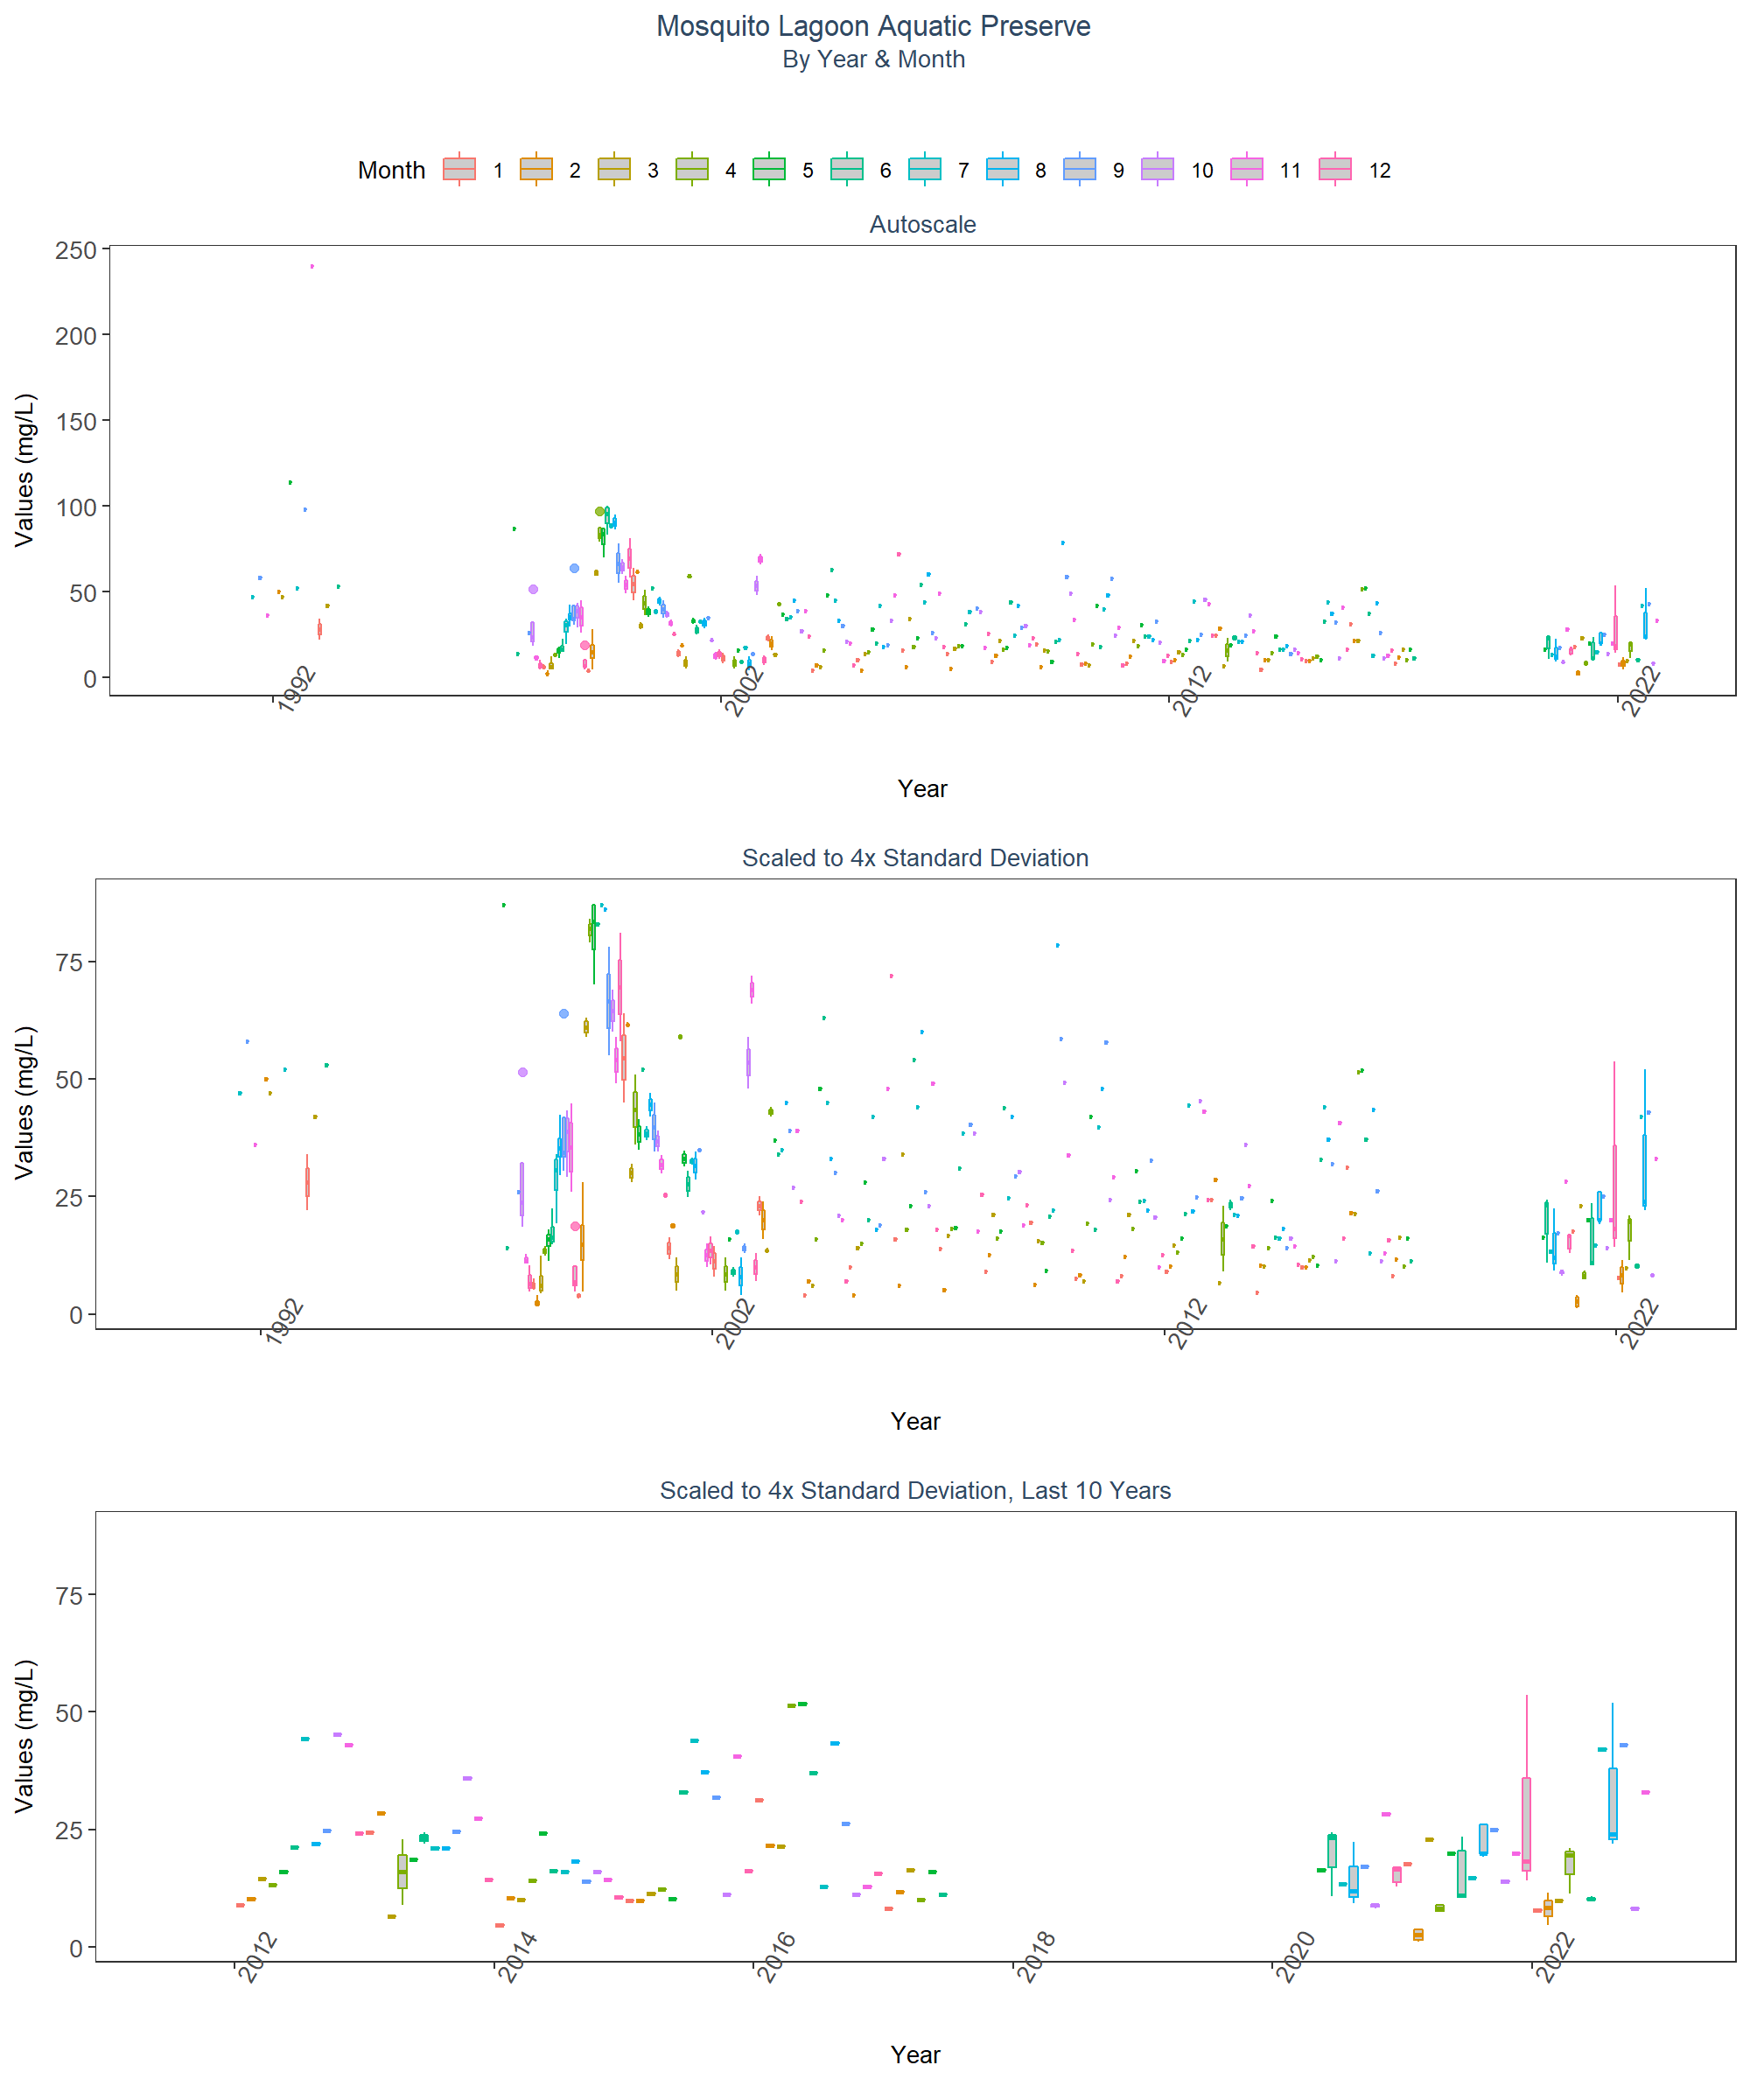 Mosquito Lagoon Aquatic Preserve
By Year & Month
Month 1 2 3 4 5 6 7 8 9 10 11 12
Autoscale
250
200
150
100
50
0
Values (mg/L)
1992 2002 2012 2022
Year
Scaled to 4x Standard Deviation
75
50
25
0
Values (mg/L)
1992 2002 2012 2022
Year
Scaled to 4x Standard Deviation, Last 10 Years
75
50
25
0
Values (mg/L)
2012 2014 2016 2018 2020 2022
Year